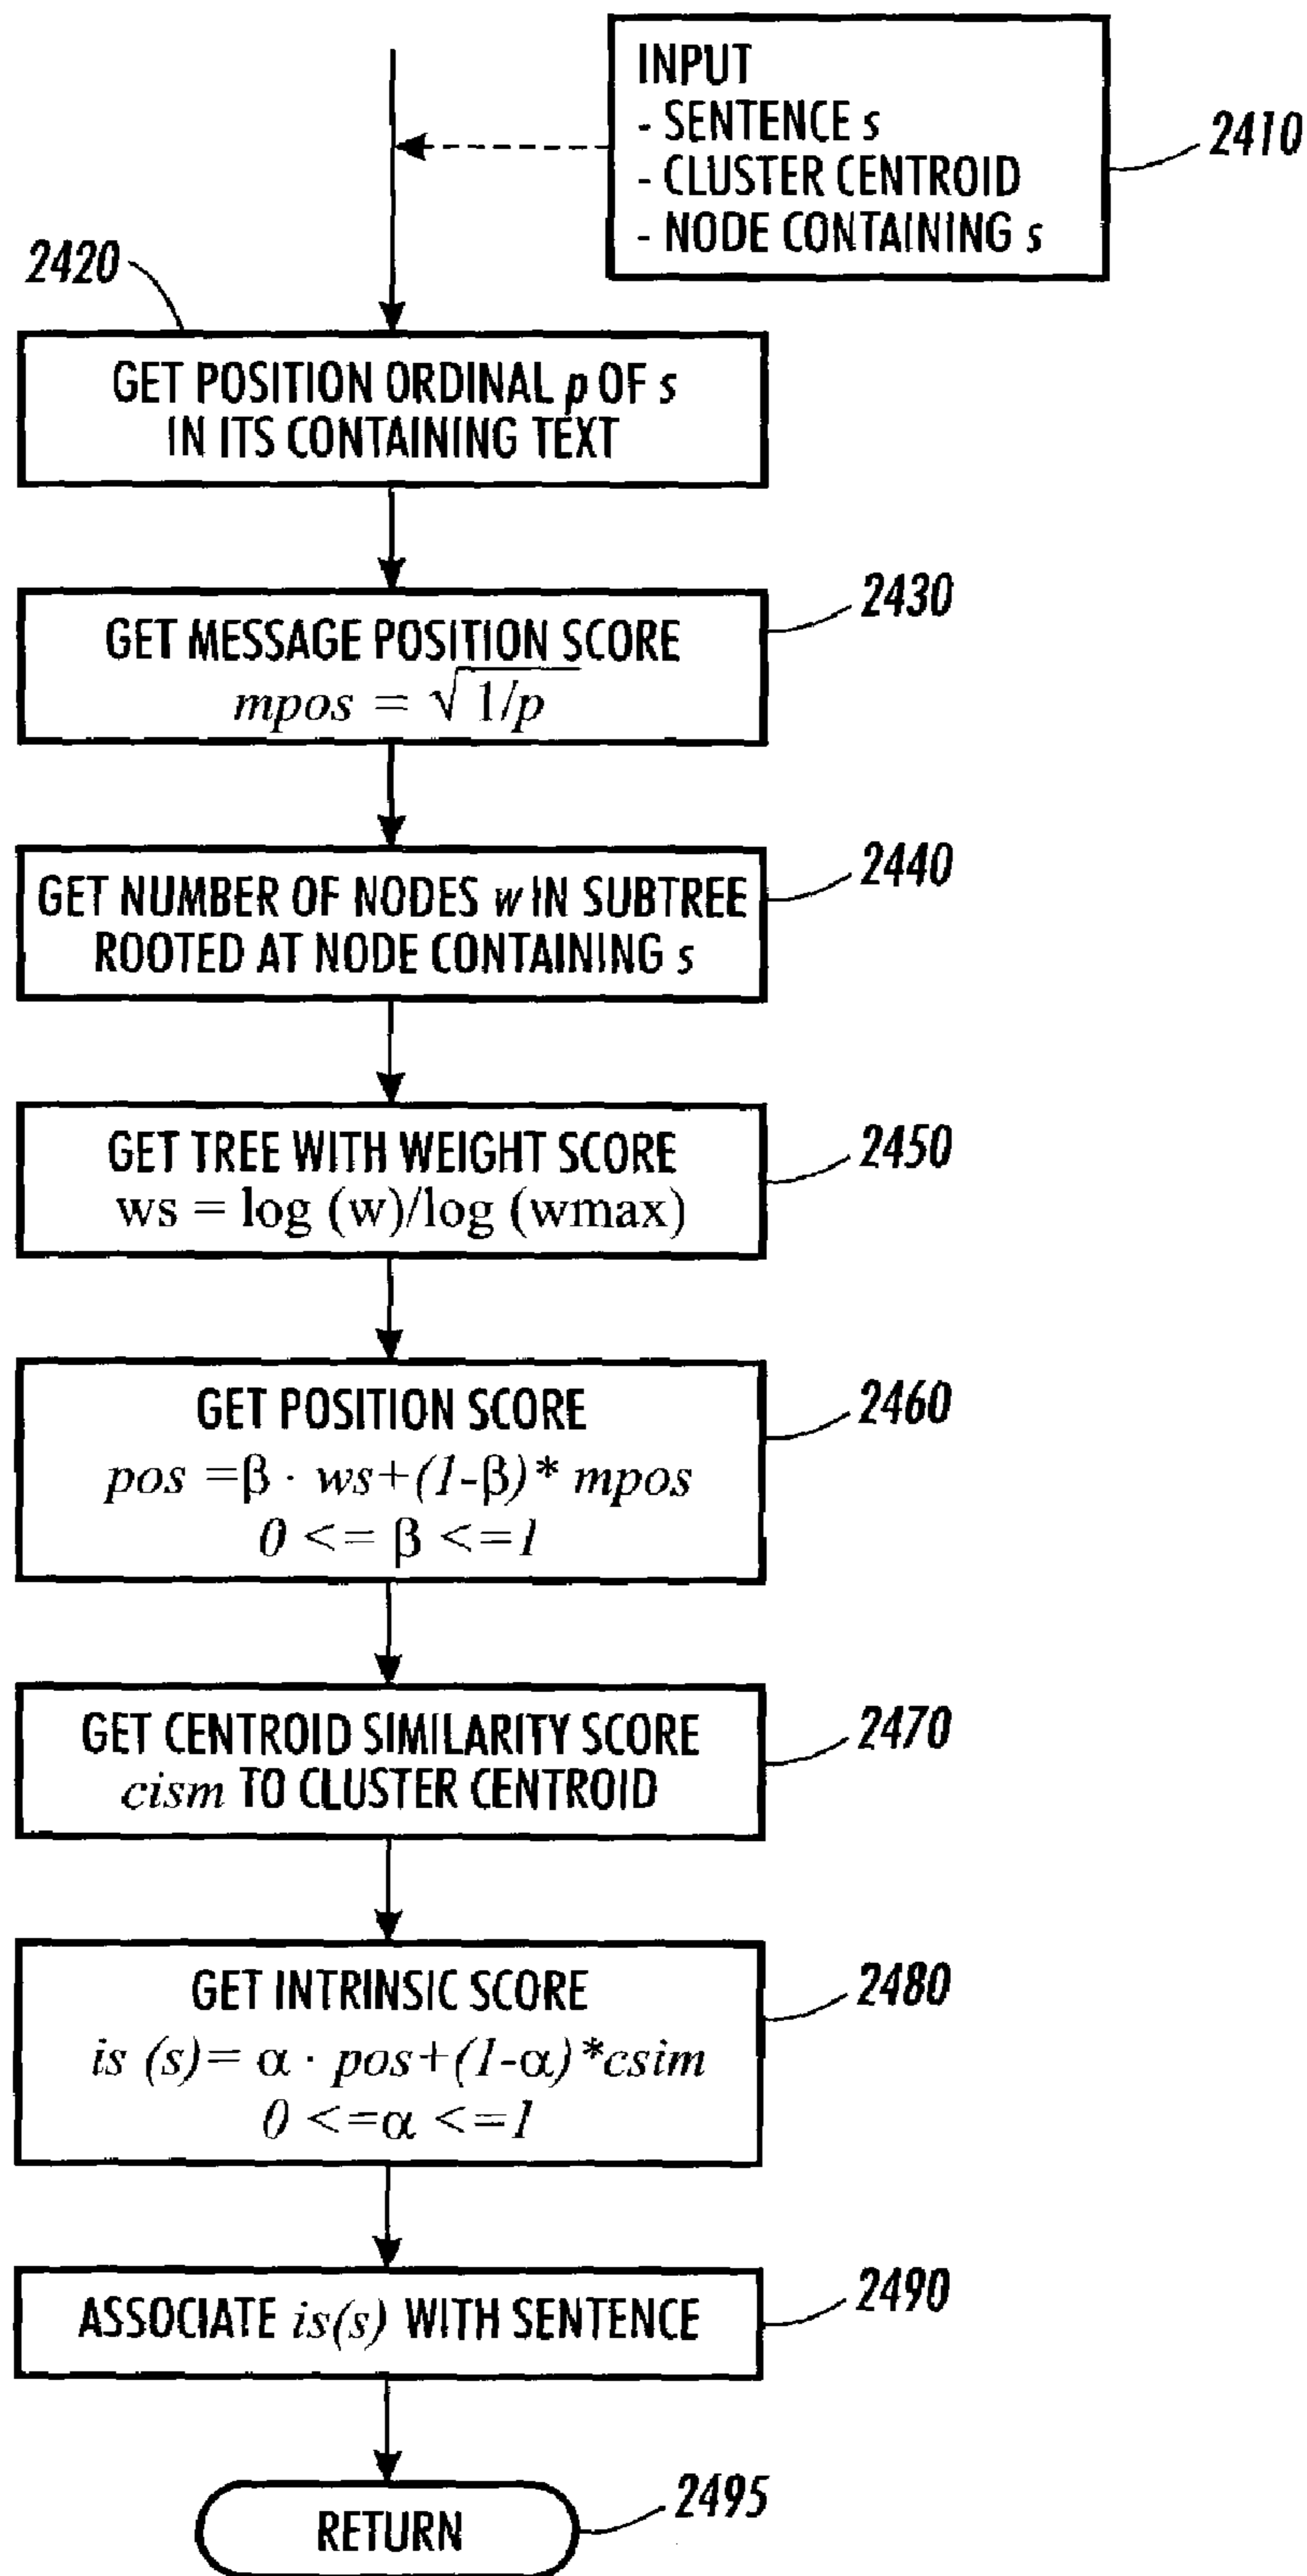 INPUT
- SENTENCE s
- CLUSTER CENTROID
- NODE CONTAINING s
2410
2420
GET POSITION ORDINAL p OF s
IN ITS CONTAINING TEXT
GET MESSAGE POSITION SCORE
mpos = √1/p
2430
GET NUMBER OF NODES w IN SUBTREE
ROOTED AT NODE CONTAINING s
2440
GET TREE WITH WEIGHT SCORE
ws = log (w)/log (wmax)
2450
GET POSITION SCORE
pos =β · ws+(1-β)* mpos
0 <= β <=1
2460
GET CENTROID SIMILARITY SCORE
cism TO CLUSTER CENTROID
2470
GET INTRINSIC SCORE
is (s)= α · pos+(1-α)*csim
0 <=α <=1
2480
ASSOCIATE is(s) WITH SENTENCE
2490
RETURN
2495